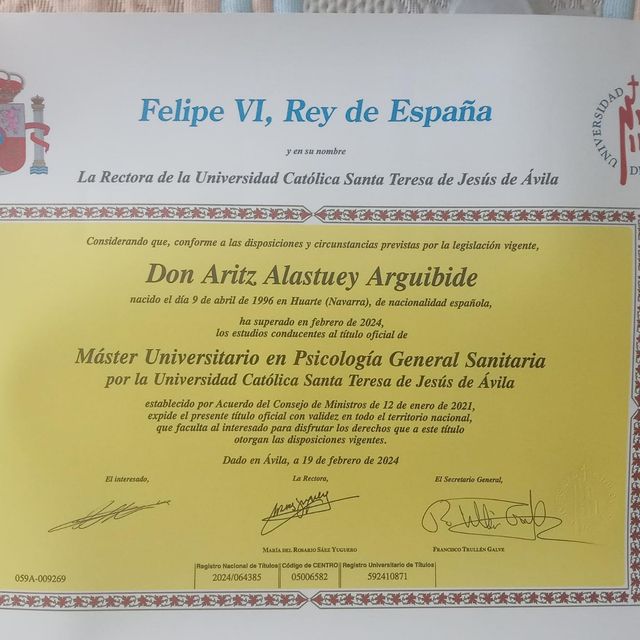 Felipe VI, Rey de España
y en su nombre
La Rectora de la Universidad Católica Santa Teresa de Jesús de Ávila
UNIVERSIDAD
Considerando que, conforme a las disposiciones y circunstancias previstas por la legislación vigente,
Don Aritz Alastuey Arguibide
nacido el día 9 de abril de 1996 en Huarte (Navarra), de nacionalidad española,
ha superado en febrero de 2024,
los estudios conducentes al título oficial de
Máster Universitario en Psicología General Sanitaria
por la Universidad Católica Santa Teresa de Jesús de Ávila
establecido por Acuerdo del Consejo de Ministros de 12 de enero de 2021,
expide el presente título oficial con validez en todo el territorio nacional,
que faculta al interesado para disfrutar los derechos que a este título
otorgan las disposiciones vigentes.
Dado en Ávila, a 19 de febrero de 2024
El interesado,
La Rectora,
El Secretario General,
María del Rosario Sáez Yuguero
Francisco Trullén Galve
059A-009269
Registro Nacional de Títulos
2024/064385
Código de CENTRO
05006582
Registro Universitario de Títulos
592410871